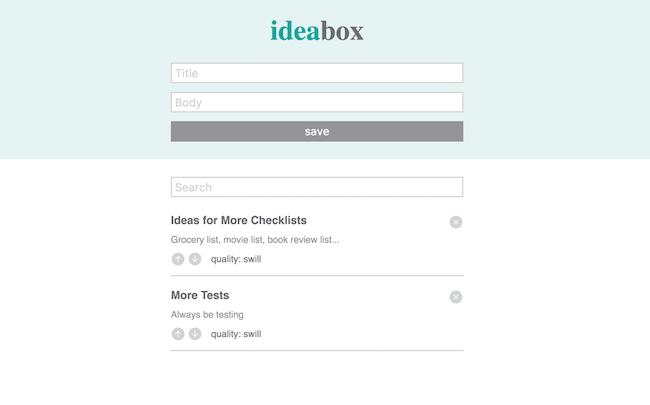 ideabox
Title
Body
save
Search
Ideas for More Checklists
Grocery list, movie list, book review list...
quality: swill
More Tests
Always be testing
quality: swill